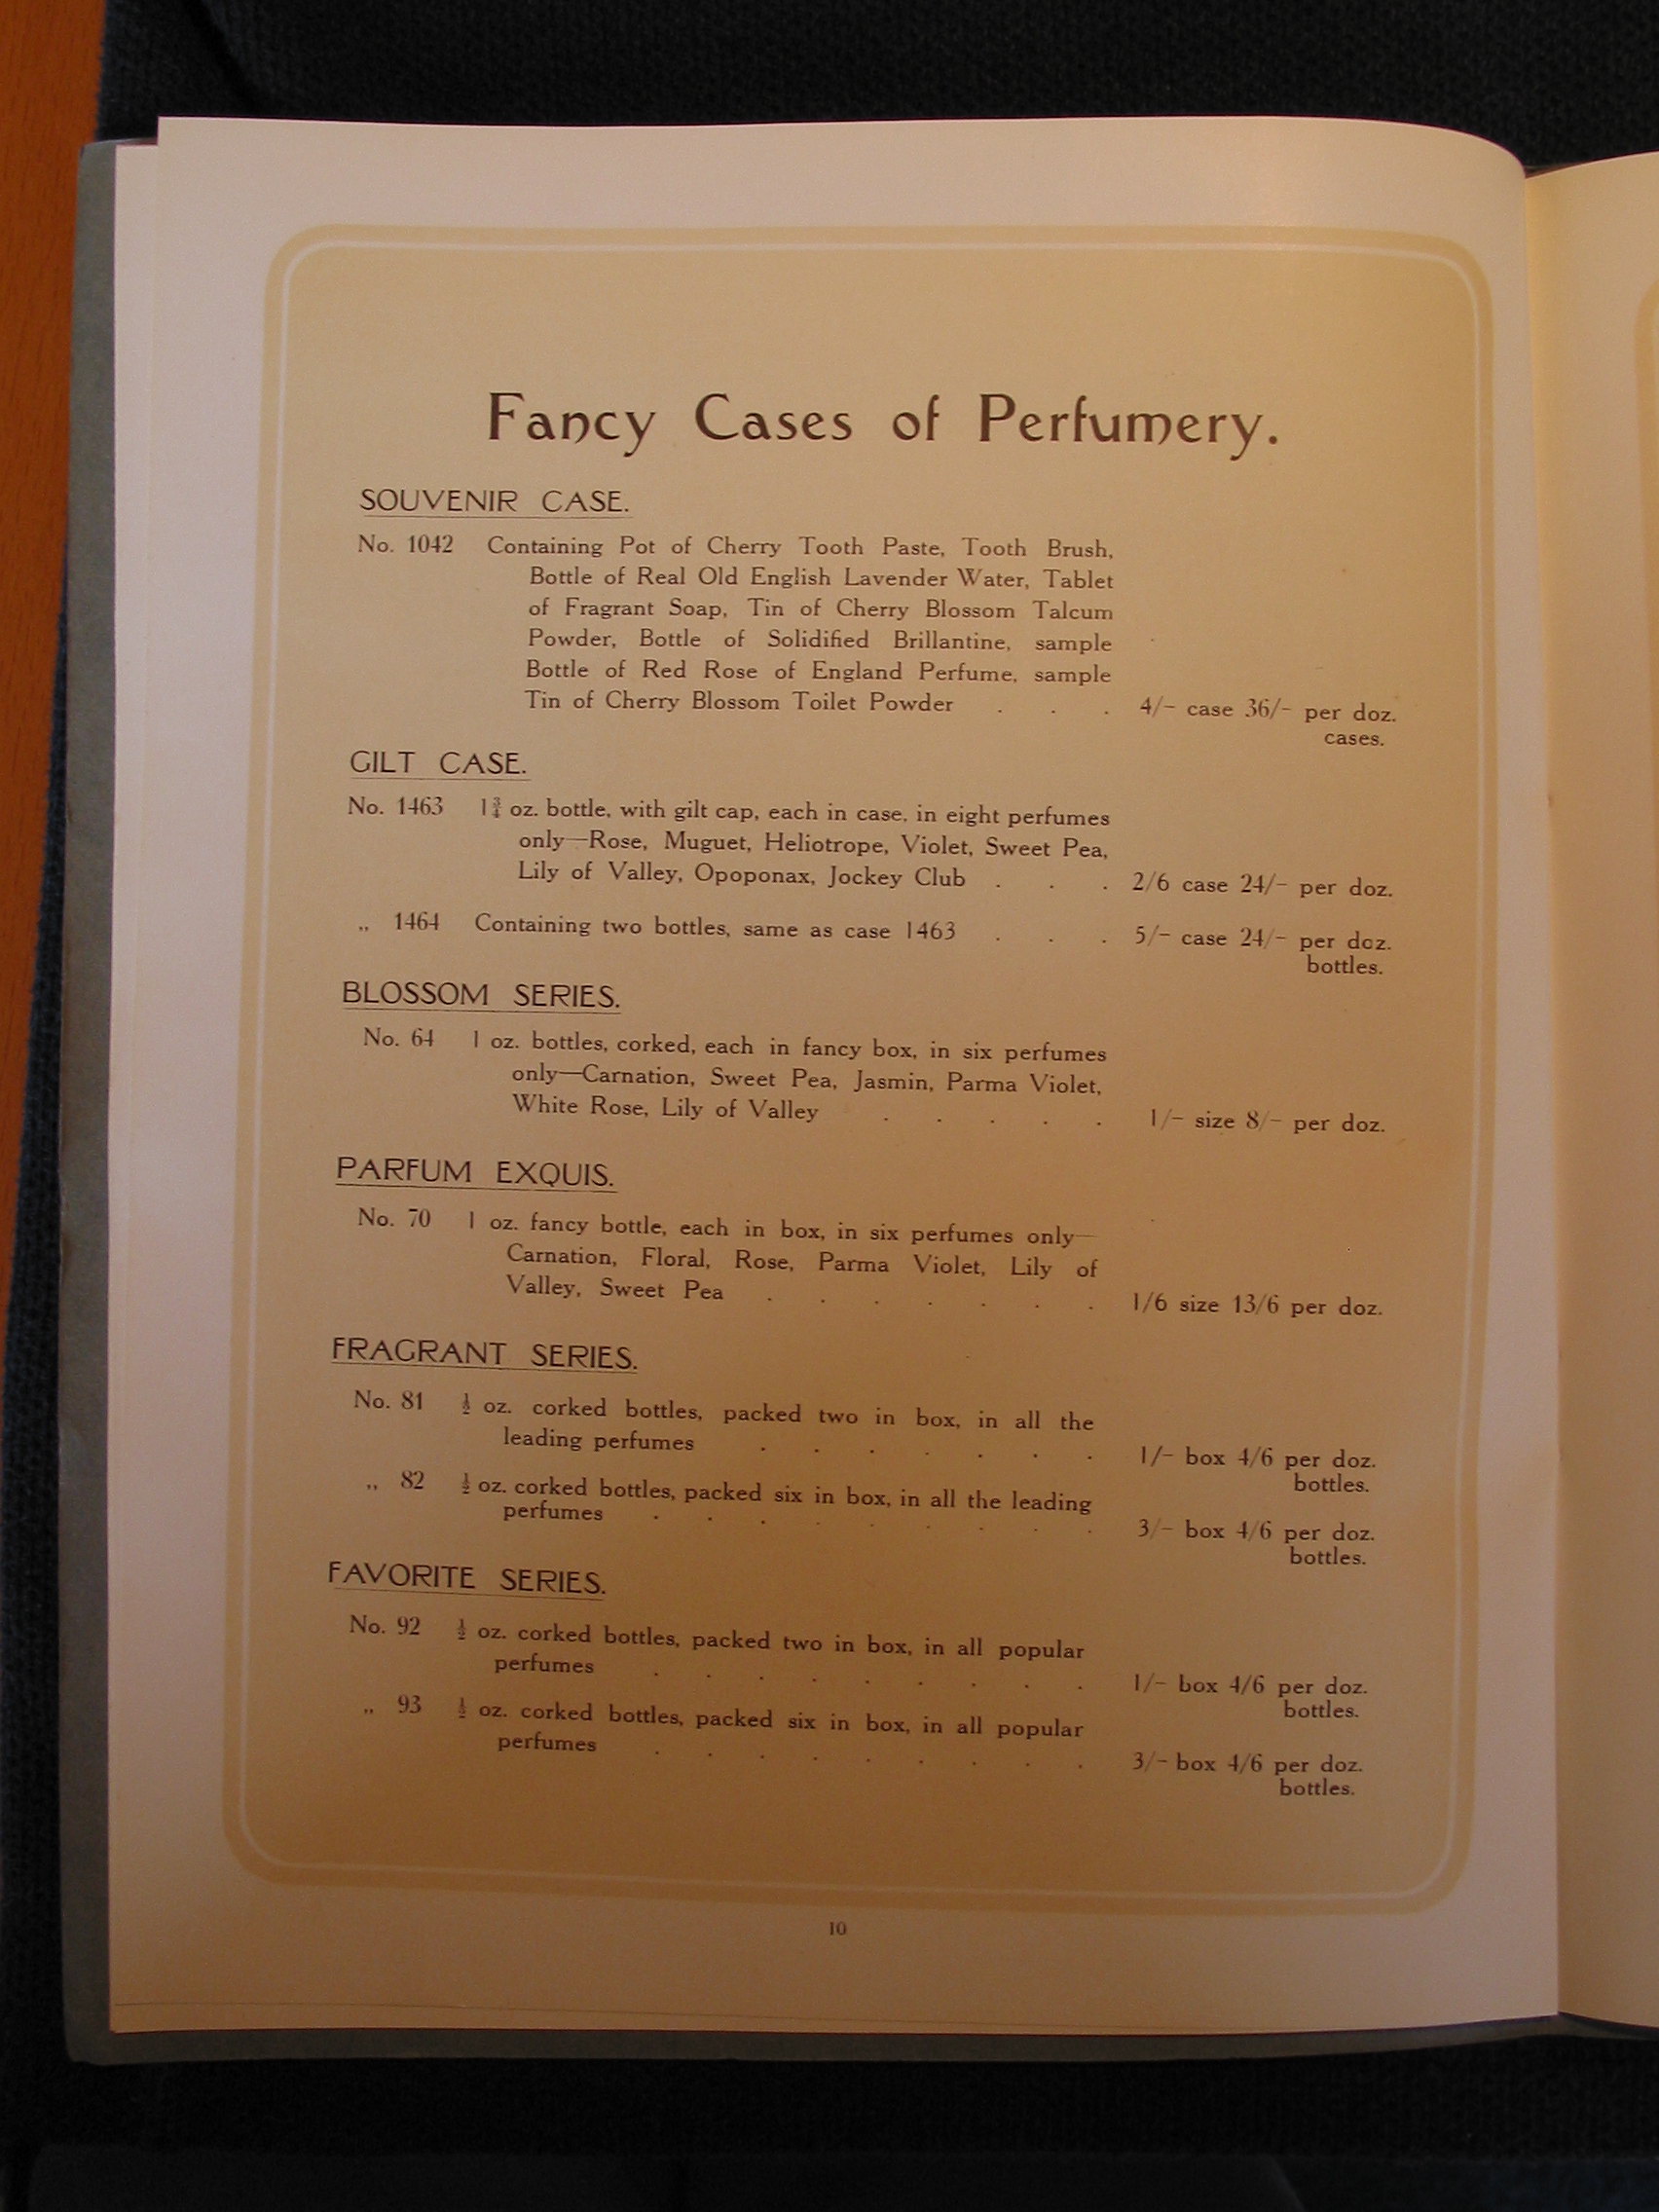 Fancy Cases of Perfumery.
SOUVENIR CASE.
No. 1042 Containing Pot of Cherry Tooth Paste, Tooth Brush,
Bottle of Real Old English Lavender Water, Tablet
of Fragrant Soap, Tin of Cherry Blossom Talcum
Powder, Bottle of Solidified Brillantine, sample
Bottle of Red Rose of England Perfume, sample
Tin of Cherry Blossom Toilet Powder . . . 4/- case 36/- per doz.
cases.
GILT CASE.
No. 1463 1¾ oz. bottle, with gilt cap, each in case, in eight perfumes
only—Rose, Muguet, Heliotrope, Violet, Sweet Pea,
Lily of Valley, Opoponax, Jockey Club . . . 2/6 case 24/- per doz.
„ 1464 Containing two bottles, same as case 1463 . . . 5/- case 24/- per doz.
bottles.
BLOSSOM SERIES.
No. 64 1 oz. bottles, corked, each in fancy box, in six perfumes
only—Carnation, Sweet Pea, Jasmin, Parma Violet,
White Rose, Lily of Valley . . . . . 1/- size 8/- per doz.
PARFUM EXQUIS.
No. 70 1 oz. fancy bottle, each in box, in six perfumes only—
Carnation, Floral, Rose, Parma Violet, Lily of
Valley, Sweet Pea . . . . . . . 1/6 size 13/6 per doz.
FRAGRANT SERIES.
No. 81 ½ oz. corked bottles, packed two in box, in all the
leading perfumes . . . . . . . 1/- box 4/6 per doz.
bottles.
„ 82 ½ oz. corked bottles, packed six in box, in all the leading
perfumes . . . . . . . . . 3/- box 4/6 per doz.
bottles.
FAVORITE SERIES.
No. 92 ½ oz. corked bottles, packed two in box, in all popular
perfumes . . . . . . . . . 1/- box 4/6 per doz.
bottles.
„ 93 ½ oz. corked bottles, packed six in box, in all popular
perfumes . . . . . . . . . 3/- box 4/6 per doz.
bottles.
10